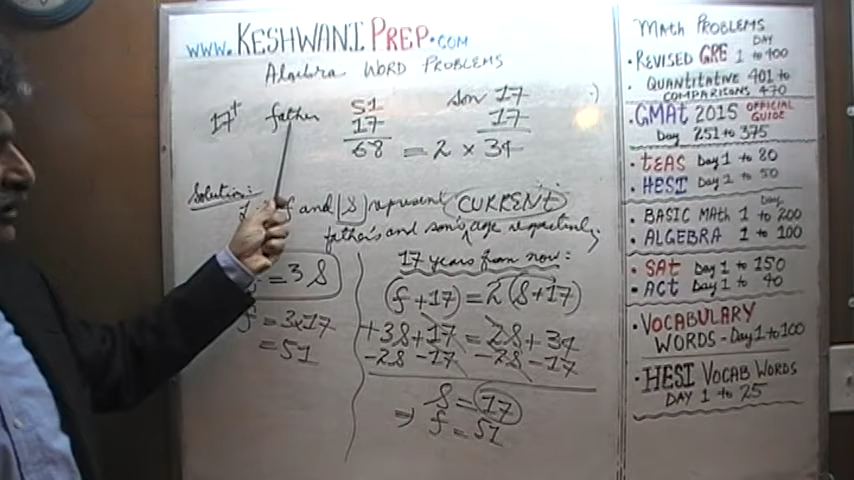 www.KESHWANI PREP.COM
Algebra WORD PROBLEMS
17+ father 51 son 17 :)
17 17
68 = 2 × 34
Solution:
f and S represent CURRENT
father's and son's age respectively
= 3S
f = 3×17
= 51
17 years from now:
(f+17) = 2(S+17)
+3S+17 = 2S+34
-2S -17 -2S -17
S = 17
⇒ f = 51
Math PROBLEMS
• REVISED GRE DAY 1 to 400
• QUANTITATIVE 401 to
COMPARISONS 470
• GMAt 2015 OFFICIAL GUIDE
Day 251 to 375
• tEAS Day 1 to 80
• HESI Day 1 to 50
Day
• BASIC MAth 1 to 200
• ALGEBRA 1 to 100
• SAt Day 1 to 150
• ACt Day 1 to 40
• VOCABULARY
WORDS - Day 1 to 100
• HESI VOCAB WORDS
DAY 1 to 25